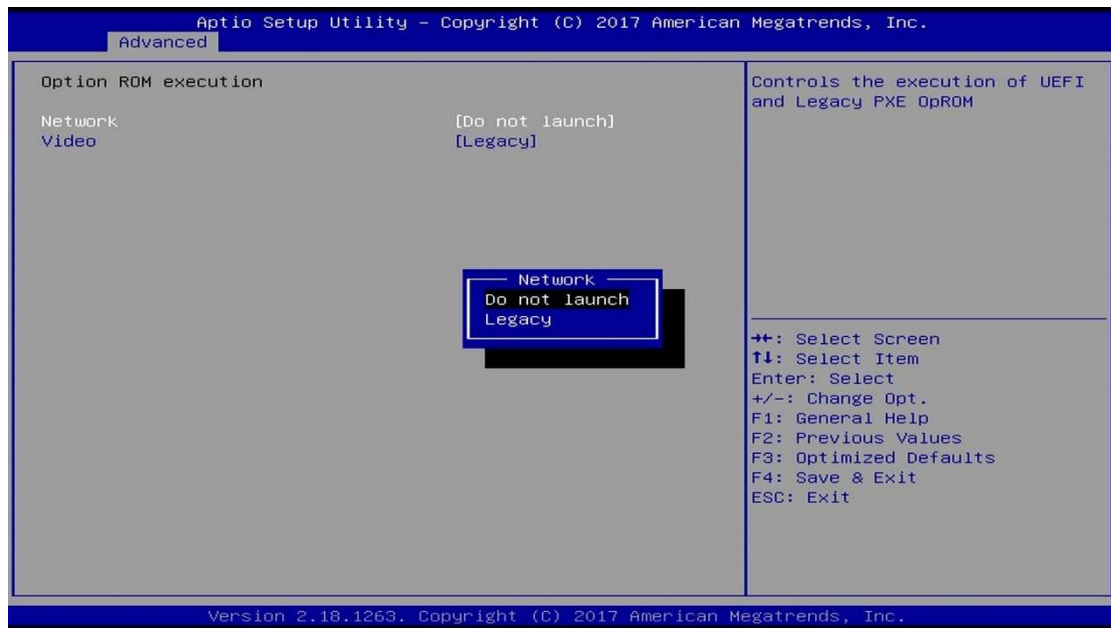 Aptio Setup Utility – Copyright (C) 2017 American Megatrends, Inc.
Advanced
Option ROM execution
Network [Do not launch]
Video [Legacy]
Controls the execution of UEFI
and Legacy PXE OpROM
Network
Do not launch
Legacy
→←: Select Screen
↑↓: Select Item
Enter: Select
+/-: Change Opt.
F1: General Help
F2: Previous Values
F3: Optimized Defaults
F4: Save & Exit
ESC: Exit
Version 2.18.1263. Copyright (C) 2017 American Megatrends, Inc.